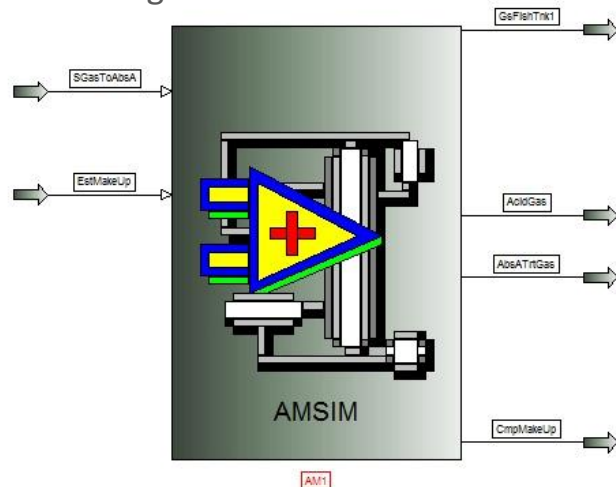 GsFlshTnk1
SGasToAbsA
EstMakeUp
AcidGas
AbsATrtGas
AMSIM
CmpMakeUp
AM1